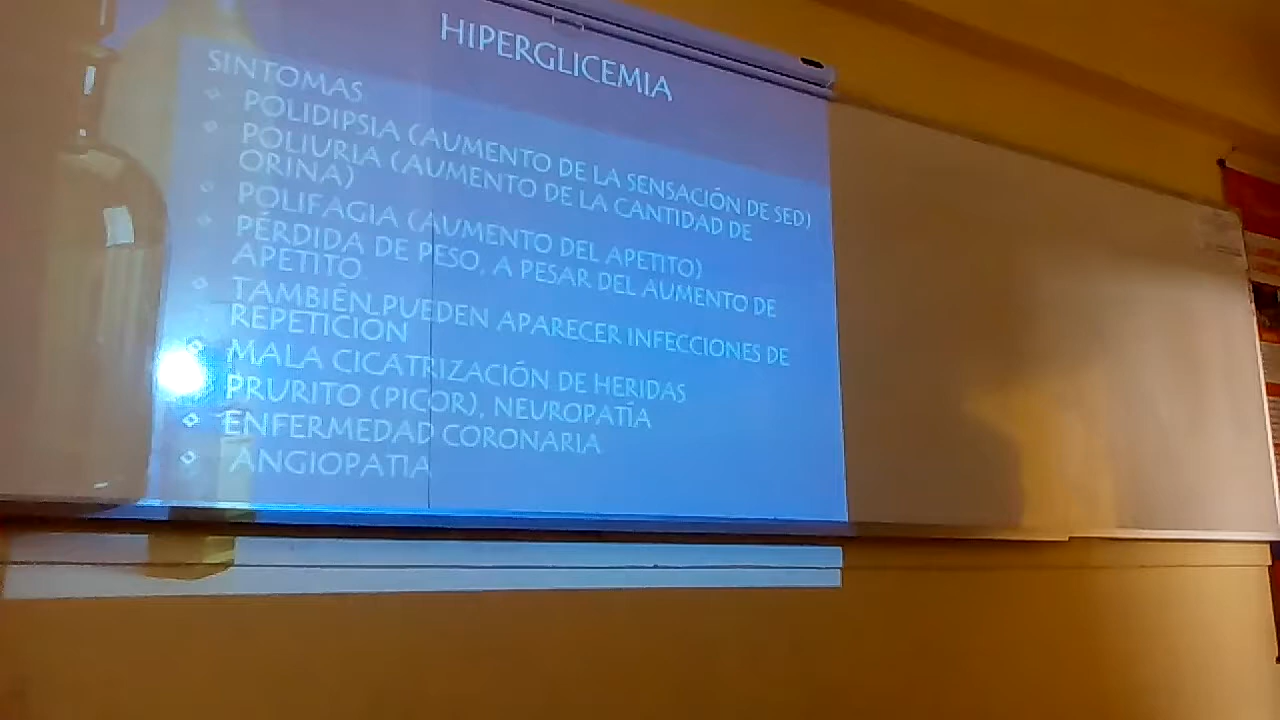 HIPERGLICEMIA
SINTOMAS
❖ POLIDIPSIA (AUMENTO DE LA SENSACIÓN DE SED)
❖ POLIURIA (AUMENTO DE LA CANTIDAD DE
ORINA)
❖ POLIFAGIA (AUMENTO DEL APETITO)
❖ PÉRDIDA DE PESO, A PESAR DEL AUMENTO DE
APETITO
❖ TAMBIÉN PUEDEN APARECER INFECCIONES DE
REPETICIÓN
❖ MALA CICATRIZACIÓN DE HERIDAS
PRURITO (PICOR), NEUROPATÍA
❖ ENFERMEDAD CORONARIA
❖ ANGIOPATIA